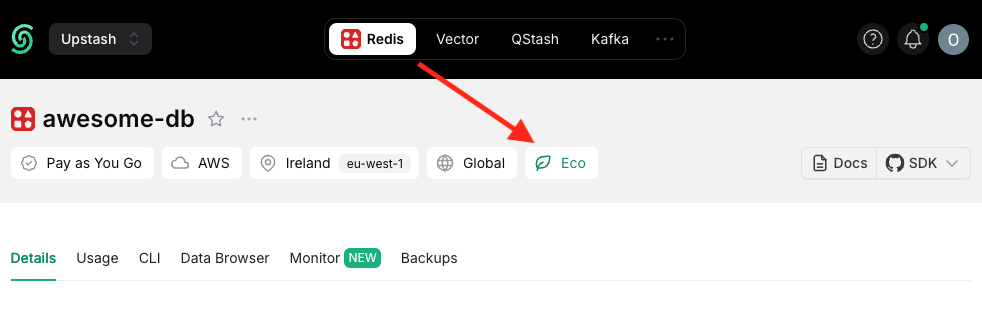 Upstash Redis Vector QStash Kafka ... O
awesome-db ...
Pay as You Go AWS Ireland eu-west-1 Global Eco Docs SDK
Details Usage CLI Data Browser Monitor NEW Backups